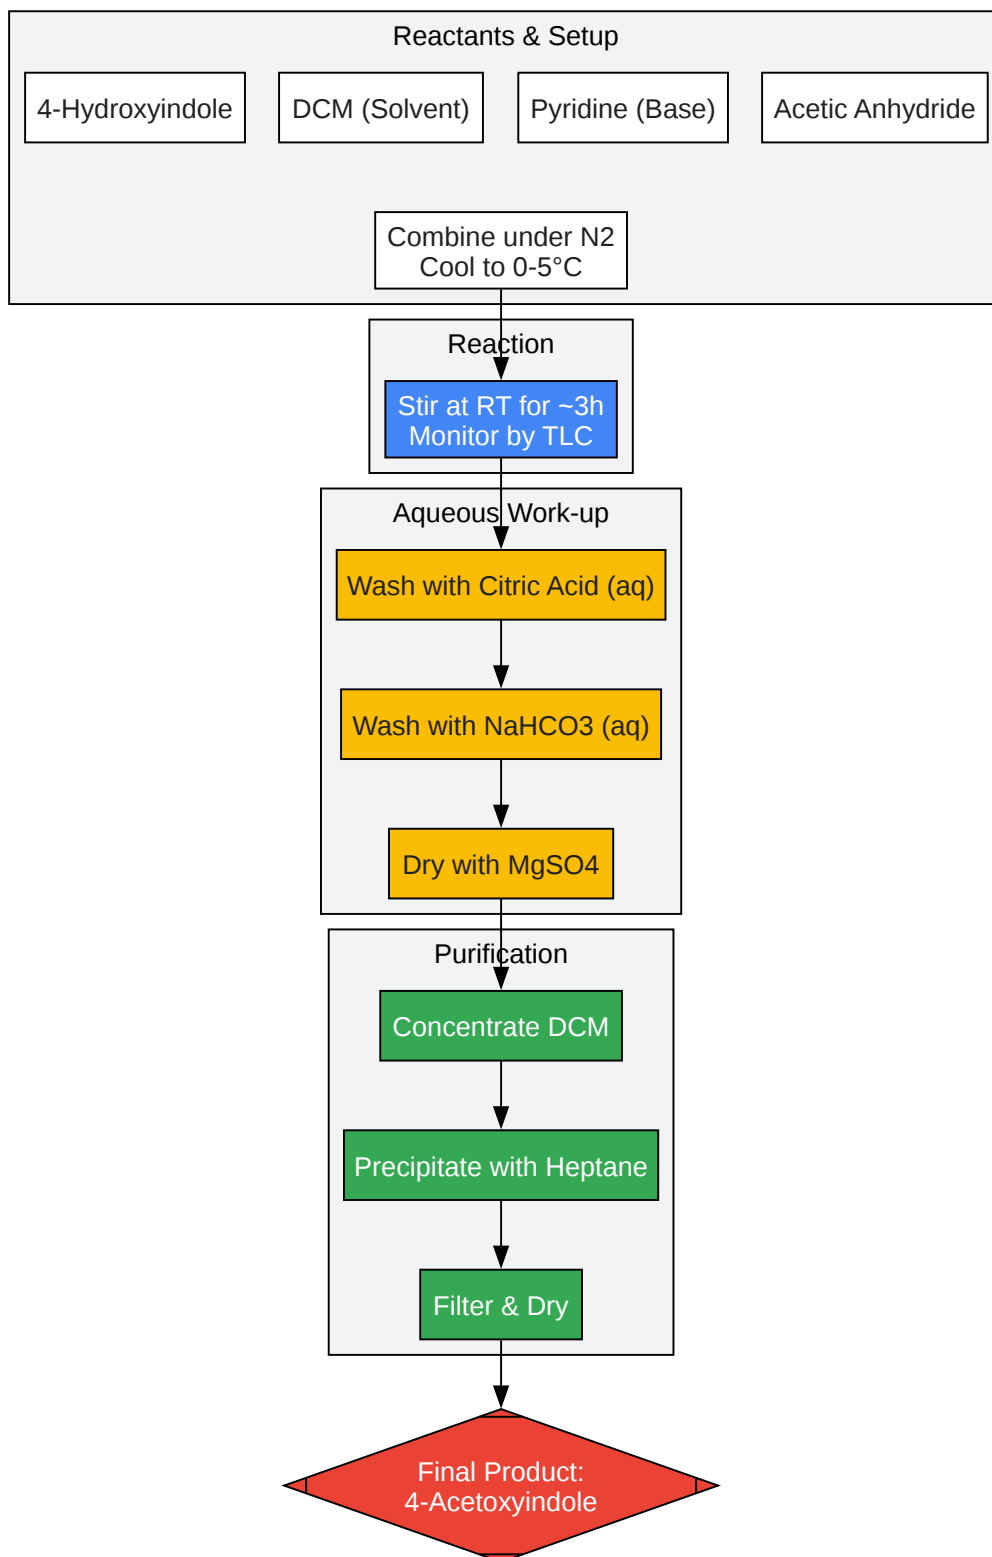 Reactants & Setup
4-Hydroxyindole
DCM (Solvent)
Pyridine (Base)
Acetic Anhydride
Combine under N2
Cool to 0-5°C
Reaction
Stir at RT for ~3h
Monitor by TLC
Aqueous Work-up
Wash with Citric Acid (aq)
Wash with NaHCO3 (aq)
Dry with MgSO4
Purification
Concentrate DCM
Precipitate with Heptane
Filter & Dry
Final Product:
4-Acetoxyindole